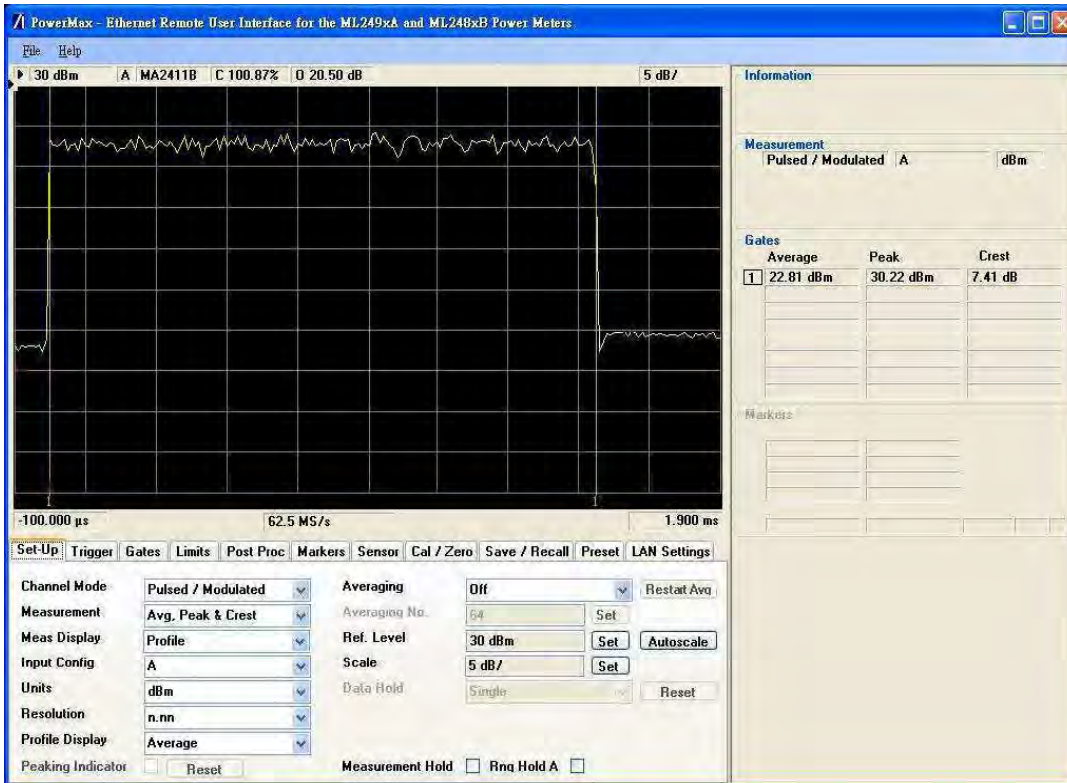 PowerMax - Ethernet Remote User Interface for the ML249xA and ML248xB Power Meters
File Help
30 dBm A MA2411B C 100.87% O 20.50 dB 5 dB/
1 1'
-100.000 µs 62.5 MS/s 1.900 ms
Information
Measurement
Pulsed / Modulated A dBm
Gates
Average Peak Crest
1 22.81 dBm 30.22 dBm 7.41 dB
Markers
Set-Up Trigger Gates Limits Post Proc Markers Sensor Cal / Zero Save / Recall Preset LAN Settings
Channel Mode Pulsed / Modulated Averaging Off Restart Avg
Measurement Avg, Peak & Crest Averaging No. 64 Set
Meas Display Profile Ref. Level 30 dBm Set Autoscale
Input Config A Scale 5 dB/ Set
Units dBm Data Hold Single Reset
Resolution n.nn
Profile Display Average
Peaking Indicator Reset Measurement Hold Rng Hold A